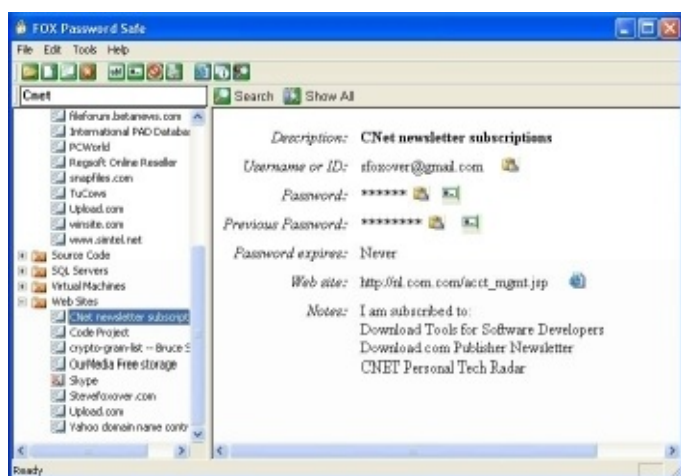 FOX Password Safe
File Edit Tools Help
Cnet
Search Show All
fileforum.betanews.com
International PAD Databas
PCWorld
Regsoft Online Reseller
snapfiles.com
TuCows
Upload.com
winsite.com
www.simtel.net
Source Code
SQL Servers
Virtual Machines
Web Sites
CNet newsletter subscript
Code Project
crypto-gram-list -- Bruce S
OurMedia Free storage
Skype
Stevefoxover.com
Upload.com
Yahoo domain name contr
Description: CNet newsletter subscriptions
Username or ID: sfoxover@gmail.com
Password: ******
Previous Password: ********
Password expires: Never
Web site: http://nl.com.com/acct_mgmt.jsp
Notes: I am subscribed to:
Download Tools for Software Developers
Download.com Publisher Newsletter
CNET Personal Tech Radar
Ready